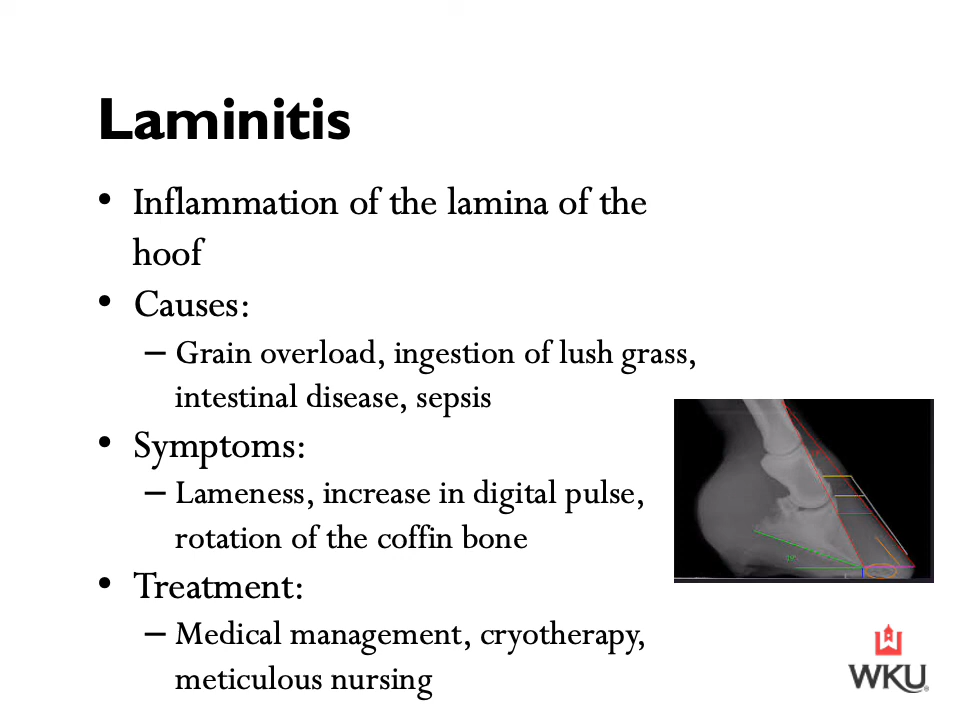 Laminitis
• Inflammation of the lamina of the
hoof
• Causes:
– Grain overload, ingestion of lush grass,
intestinal disease, sepsis
• Symptoms:
– Lameness, increase in digital pulse,
rotation of the coffin bone
• Treatment:
– Medical management, cryotherapy,
meticulous nursing
WKU